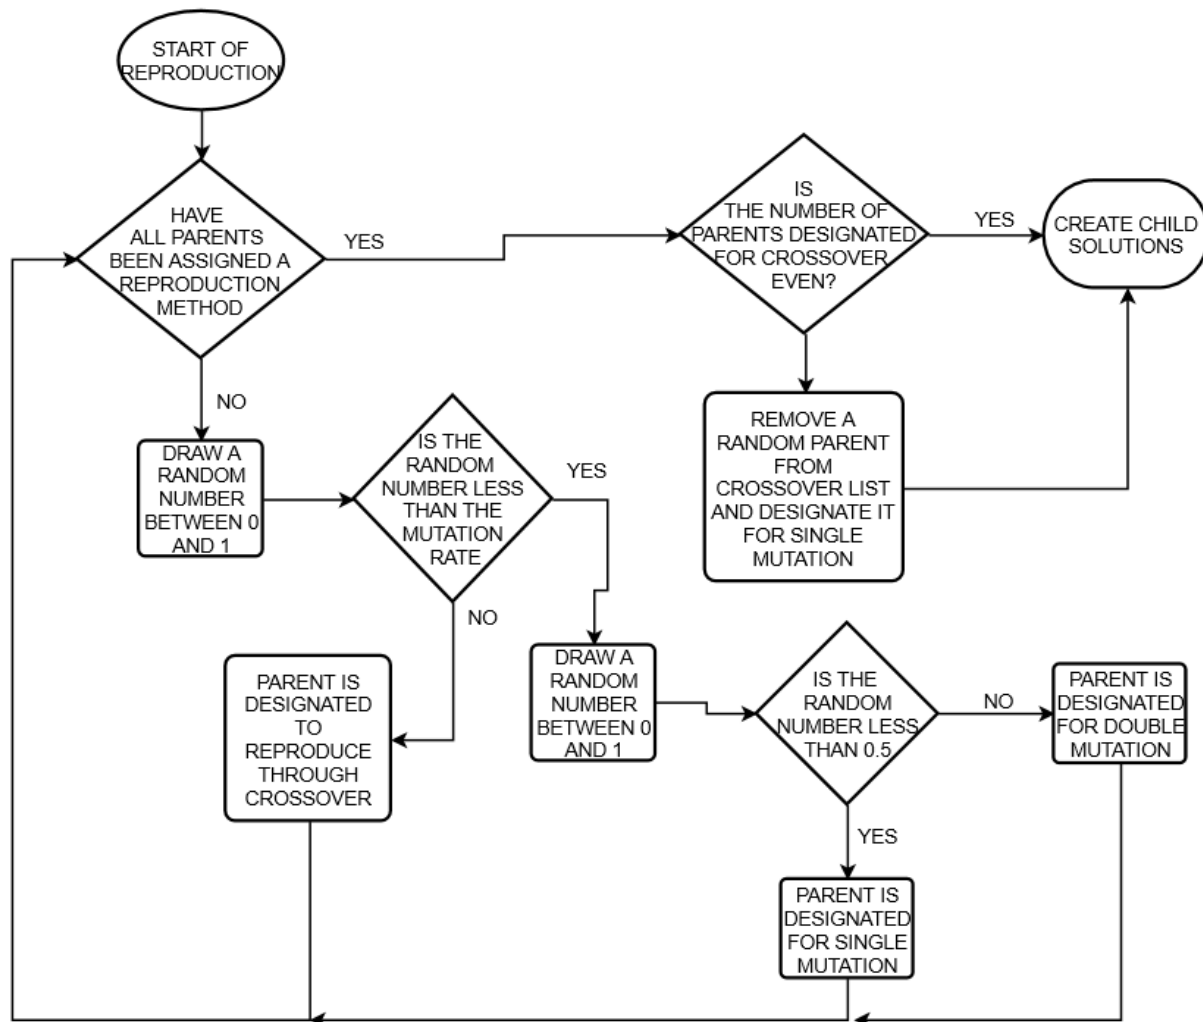 START OF
REPRODUCTION
HAVE
ALL PARENTS
BEEN ASSIGNED A
REPRODUCTION
METHOD
YES
IS
THE NUMBER OF
PARENTS DESIGNATED
FOR CROSSOVER
EVEN?
YES
CREATE CHILD
SOLUTIONS
NO
DRAW A
RANDOM
NUMBER
BETWEEN 0
AND 1
IS THE
RANDOM
NUMBER LESS
THAN THE
MUTATION
RATE
YES
REMOVE A
RANDOM PARENT
FROM
CROSSOVER LIST
AND DESIGNATE IT
FOR SINGLE
MUTATION
NO
PARENT IS
DESIGNATED
TO
REPRODUCE
THROUGH
CROSSOVER
DRAW A
RANDOM
NUMBER
BETWEEN 0
AND 1
IS THE
RANDOM
NUMBER LESS
THAN 0.5
NO
PARENT IS
DESIGNATED
FOR DOUBLE
MUTATION
YES
PARENT IS
DESIGNATED
FOR SINGLE
MUTATION